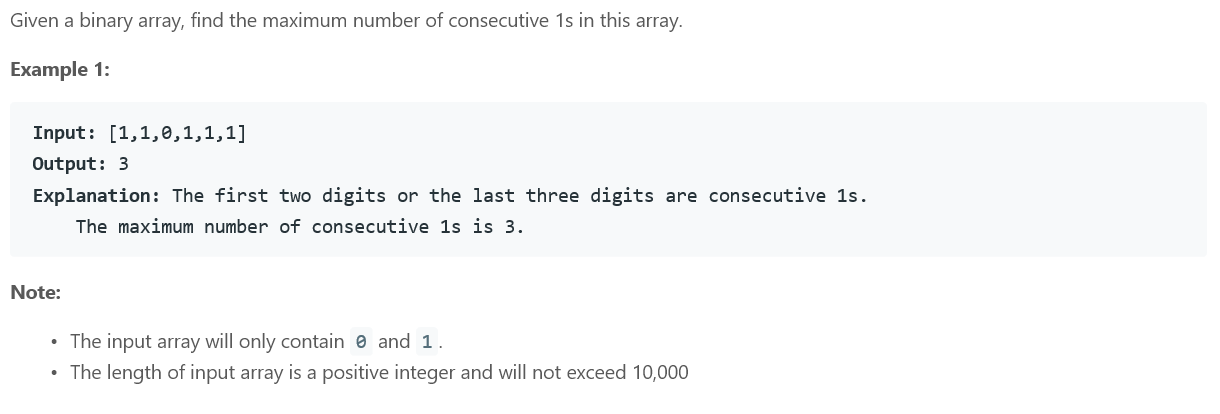 Given a binary array, find the maximum number of consecutive 1s in this array.
Example 1:
Input: [1,1,0,1,1,1]
Output: 3
Explanation: The first two digits or the last three digits are consecutive 1s.
The maximum number of consecutive 1s is 3.
Note:
• The input array will only contain 0 and 1.
• The length of input array is a positive integer and will not exceed 10,000